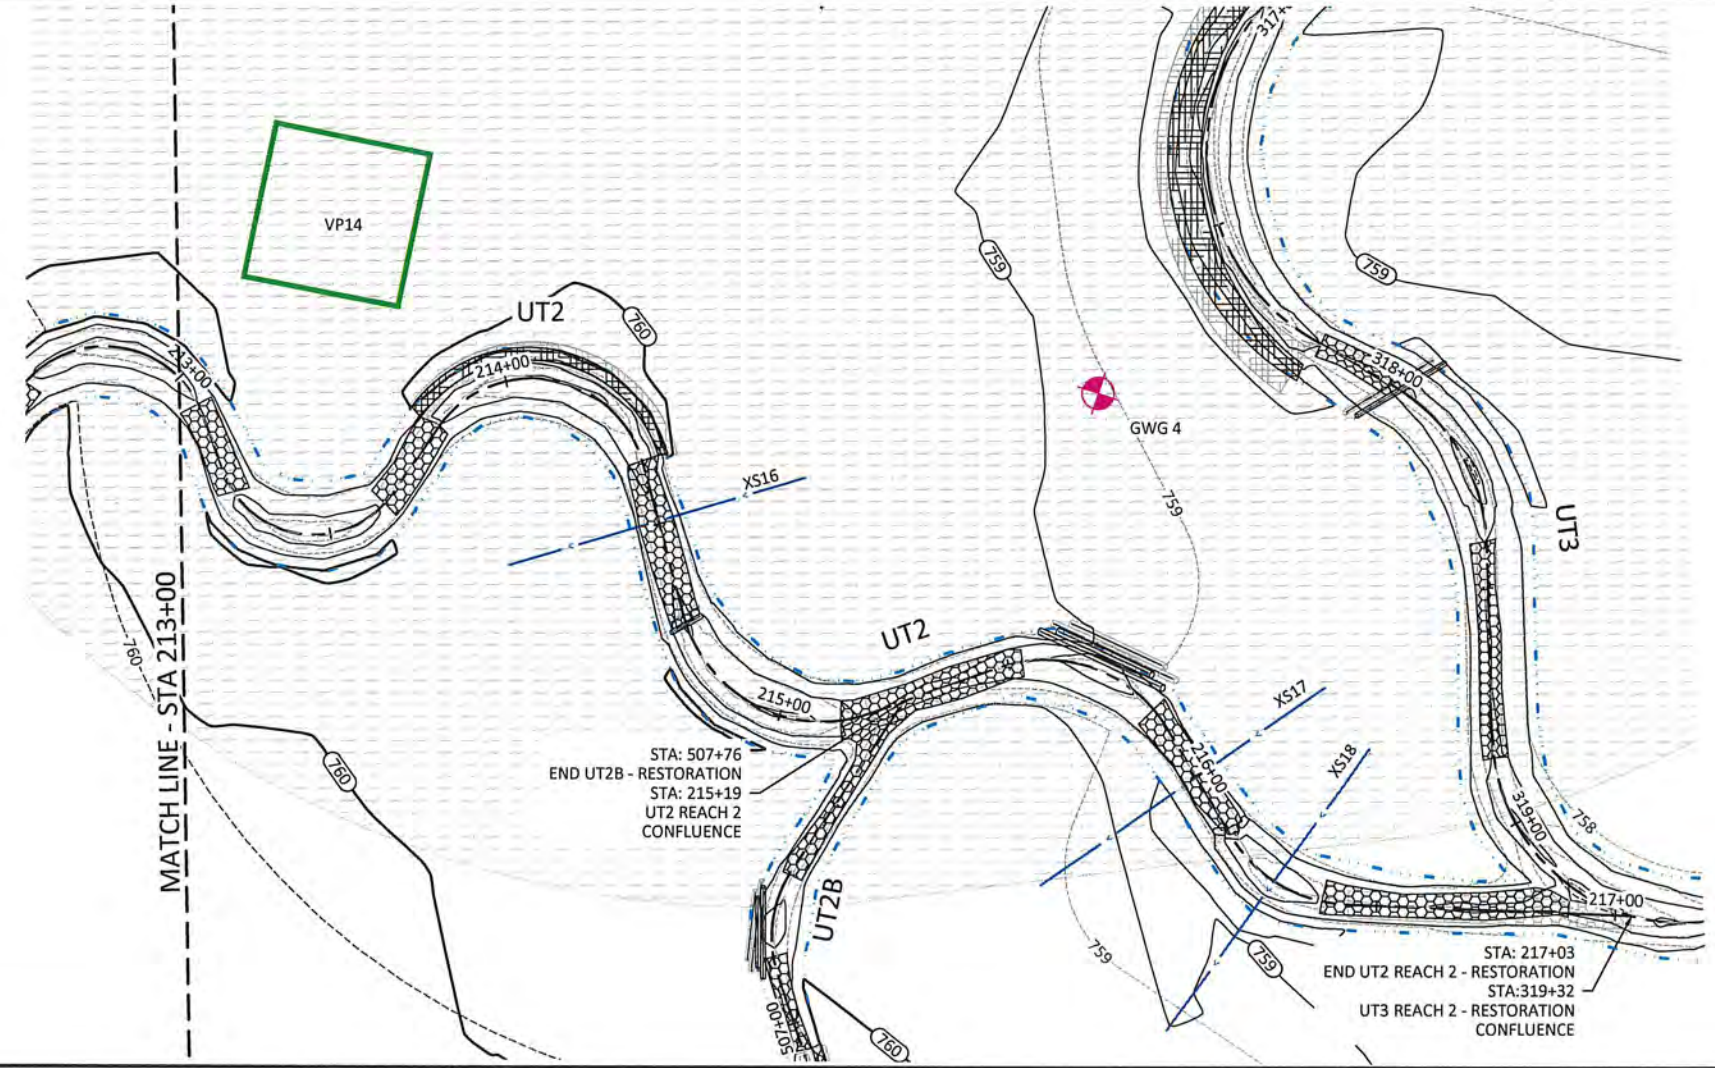 317+
VP14
759
759
UT2
760
213+00
214+00
318+00
GWG 4
XS16
759
UT3
MATCH LINE - STA 213+00
760
UT2
215+00
XS17
216+00
XS18
760
STA: 507+76
END UT2B - RESTORATION
STA: 215+19
UT2 REACH 2
CONFLUENCE
319+00
758
UT2B
217+00
759
759
STA: 217+03
END UT2 REACH 2 - RESTORATION
STA:319+32
UT3 REACH 2 - RESTORATION
CONFLUENCE
507+00
760